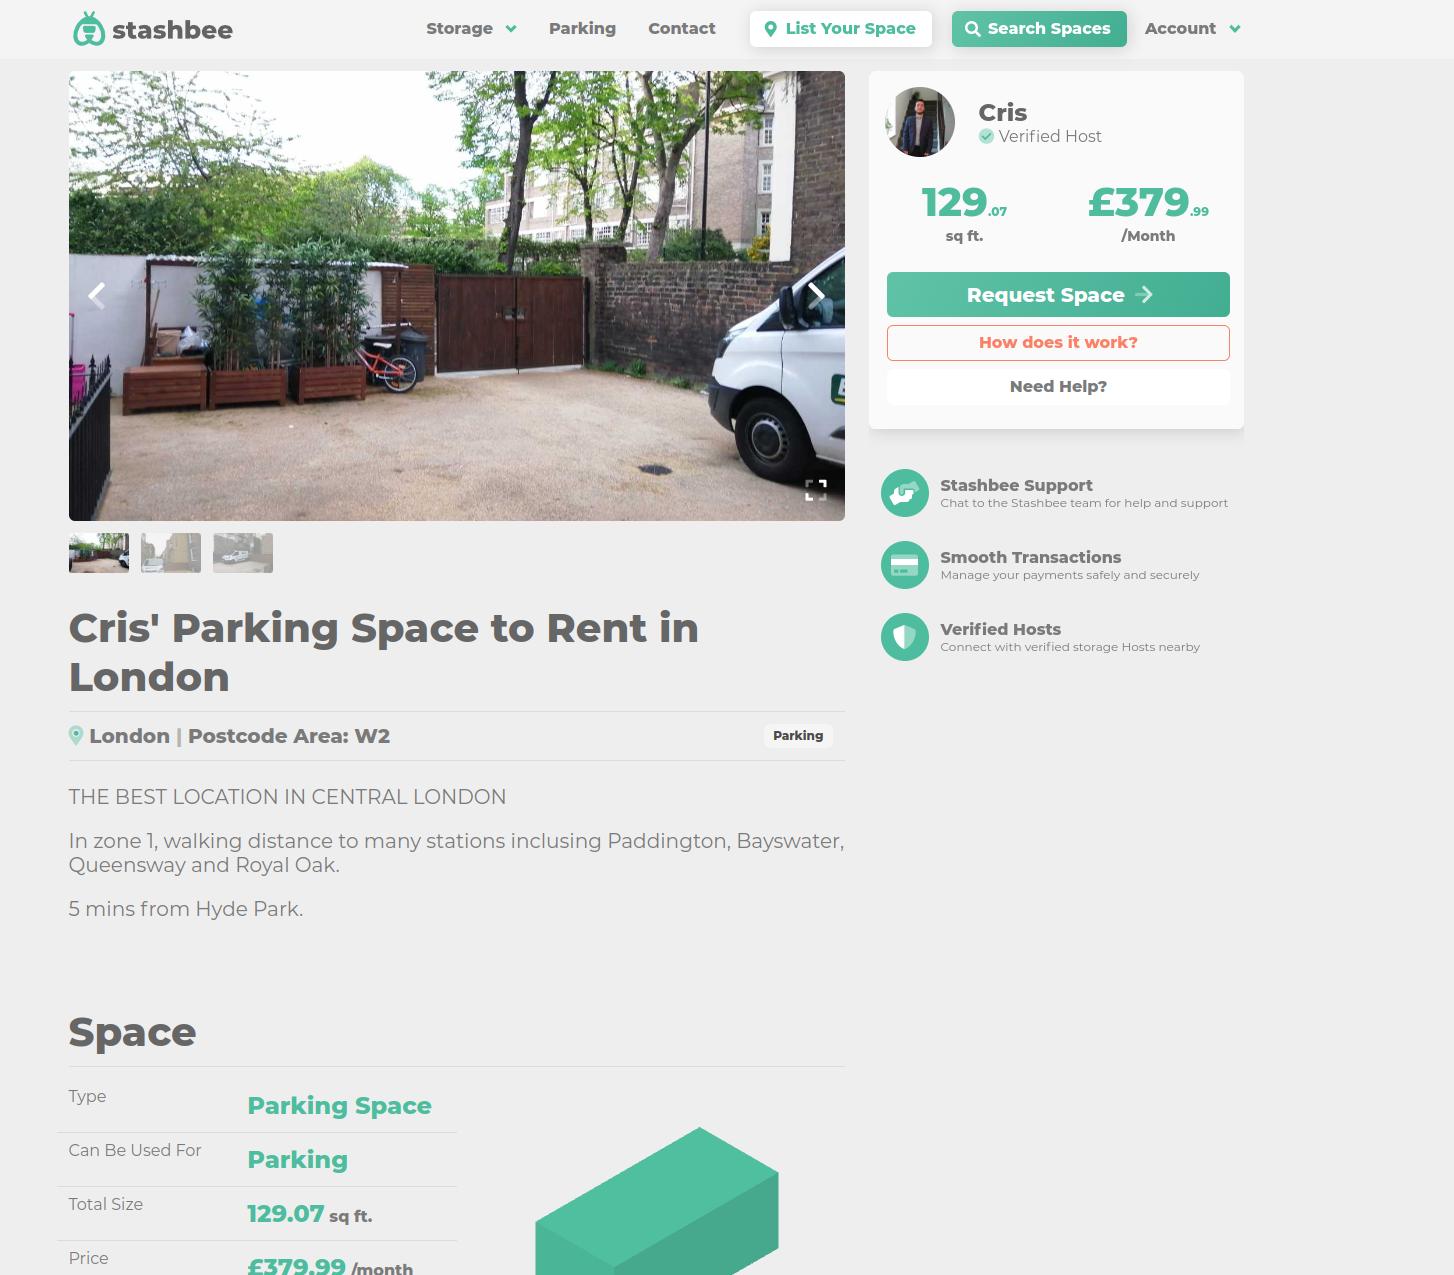 stashbee
Storage
Parking
Contact
List Your Space
Search Spaces
Account
Cris
Verified Host
129.07
sq ft.
£379.99
/Month
Request Space
How does it work?
Need Help?
Stashbee Support
Chat to the Stashbee team for help and support
Smooth Transactions
Manage your payments safely and securely
Verified Hosts
Connect with verified storage Hosts nearby
Cris' Parking Space to Rent in
London
London | Postcode Area: W2
Parking
THE BEST LOCATION IN CENTRAL LONDON
In zone 1, walking distance to many stations inclusing Paddington, Bayswater,
Queensway and Royal Oak.
5 mins from Hyde Park.
Space
Type
Parking Space
Can Be Used For
Parking
Total Size
129.07 sq ft.
Price
£379.99 /month